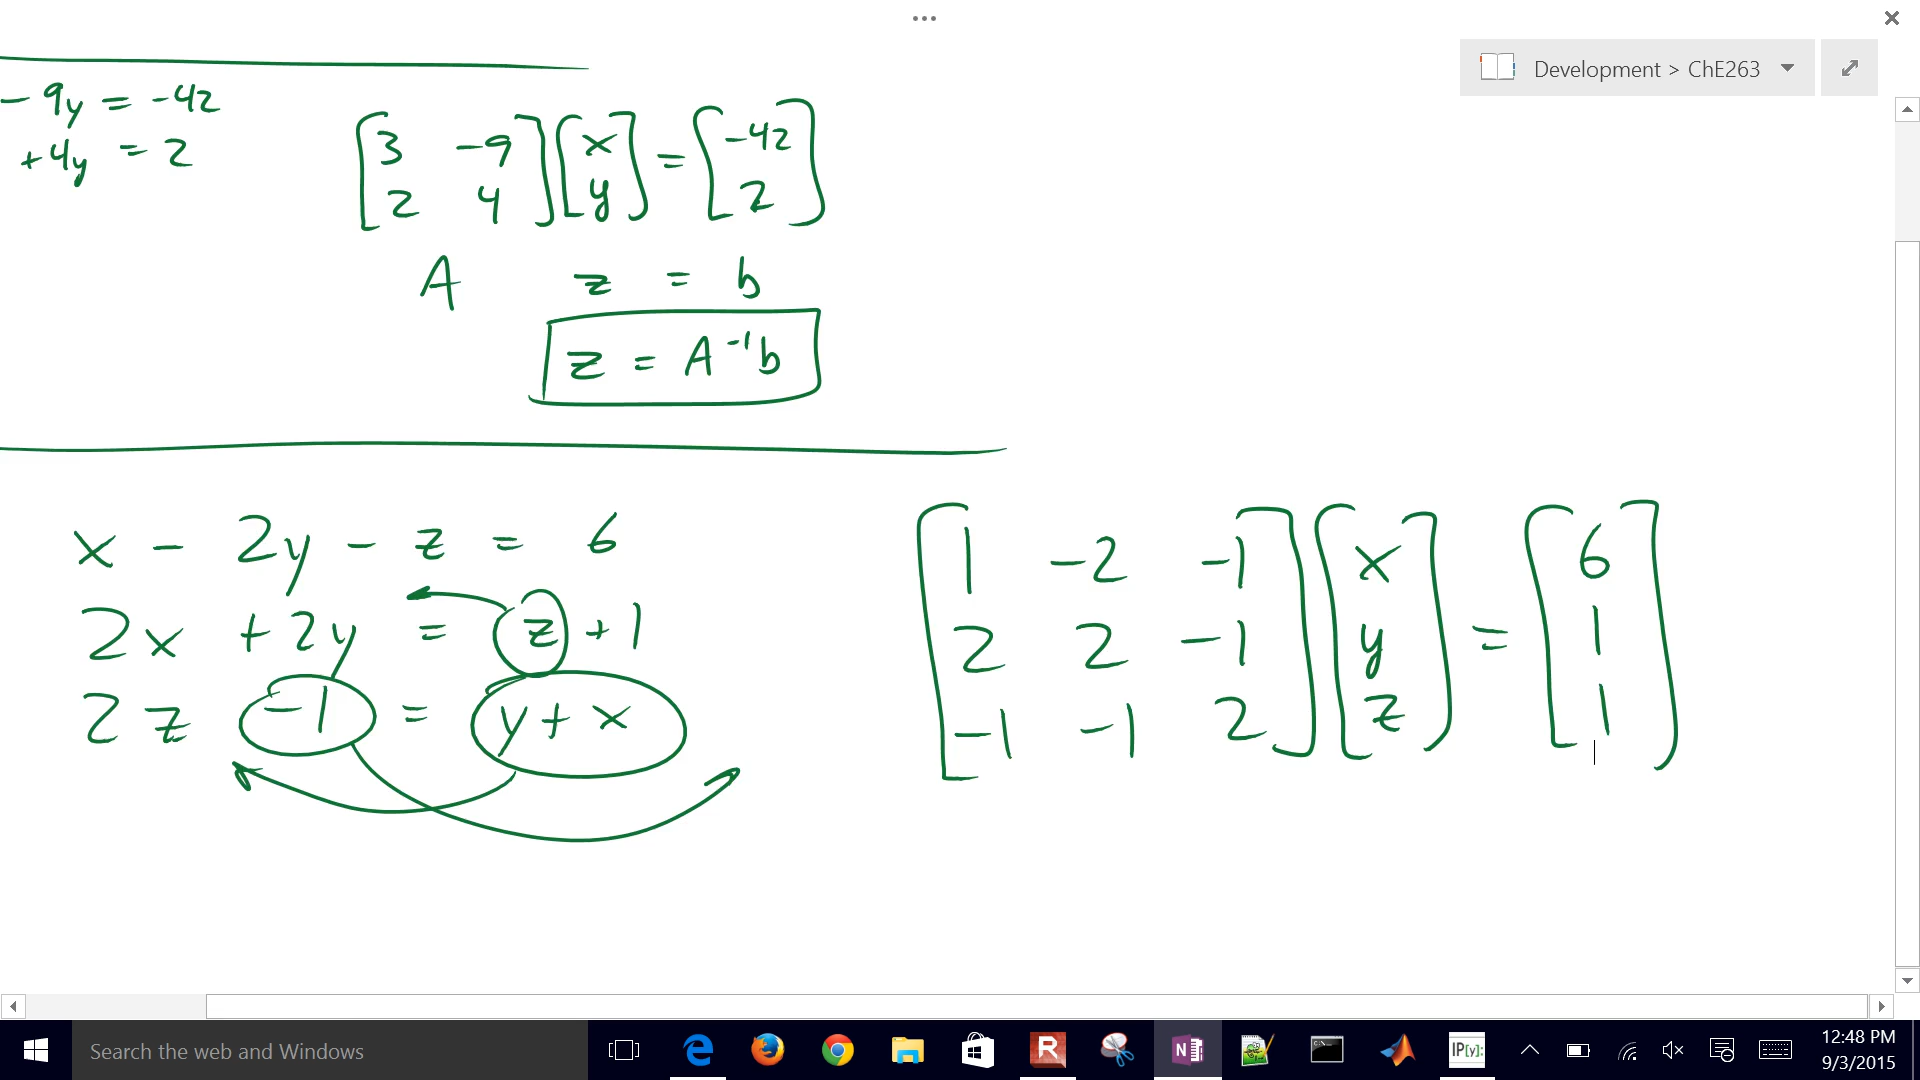 Development > ChE263
- 9y = -42
+4y = 2
[3 -9] [x] = [-42]
[2 4] [y] [2]
A z = b
z = A⁻¹b
x - 2y - z = 6
2x + 2y = z + 1
2z - 1 = y + x
[1 -2 -1] [x] = [6]
[2 2 -1] [y] [1]
[-1 -1 2] [z] [1]
Search the web and Windows
R
N
IP[y]:
12:48 PM
9/3/2015